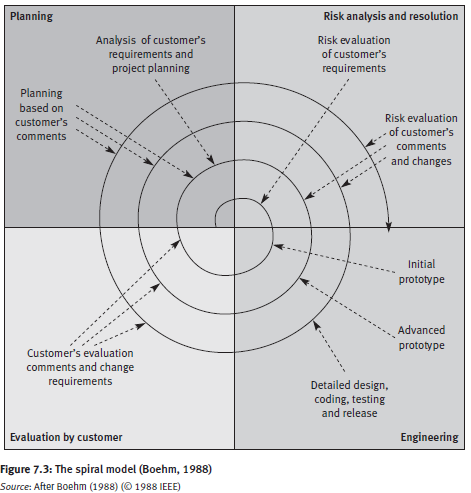 Planning
Risk analysis and resolution
Analysis of customer's
requirements and
project planning
Risk evaluation
of customer's
requirements
Planning
based on
customer's
comments
Risk evaluation
of customer's
comments
and changes
Initial
prototype
Advanced
prototype
Customer's evaluation
comments and change
requirements
Detailed design,
coding, testing
and release
Evaluation by customer
Engineering
Figure 7.3: The spiral model (Boehm, 1988)
Source: After Boehm (1988) (© 1988 IEEE)